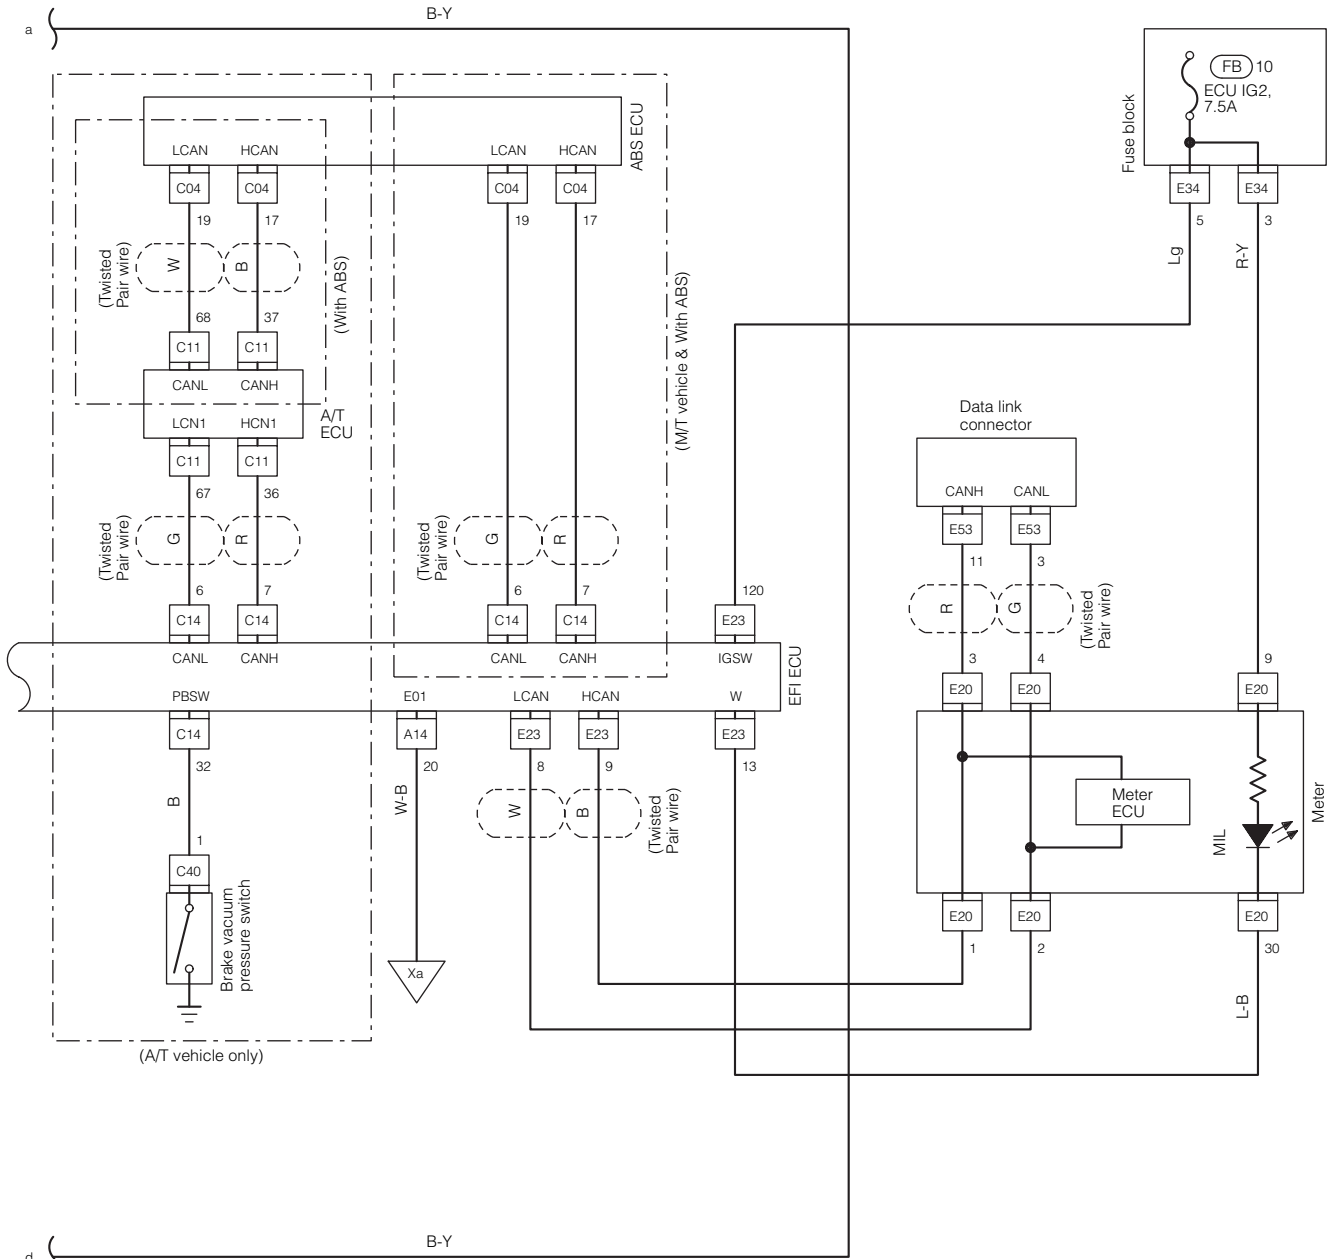 B-Y
a
FB 10
ECU IG2,
7.5A
Fuse block
ABS ECU
LCAN HCAN LCAN HCAN
C04 C04 C04 C04
E34 E34
19 17 19 17
5 3
Lg
R-Y
(Twisted
Pair wire)
W
B
(With ABS)
(M/T vehicle & With ABS)
68 37
C11 C11
CANL CANH
A/T
ECU
LCN1 HCN1
C11 C11
67 36
Data link
connector
CANH CANL
E53 E53
11 3
(Twisted
Pair wire)
G
R
(Twisted
Pair wire)
G
R
R
G
(Twisted
Pair wire)
6 7 6 7 120
C14 C14 C14 C14 E23
CANL CANH CANL CANH IGSW
EFI ECU
3 4 9
E20 E20 E20
PBSW E01 LCAN HCAN W
C14 A14 E23 E23 E23
32 20 8 9 13
B
W-B
W
B
(Twisted
Pair wire)
Meter
ECU
MIL
Meter
1
C40
Brake vacuum
pressure switch
E20 E20 E20
1 2 30
Xa
L-B
(A/T vehicle only)
B-Y
d